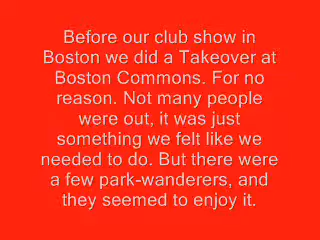 Before our club show in
Boston we did a Takeover at
Boston Commons. For no
reason. Not many people
were out, it was just
something we felt like we
needed to do. But there were
a few park-wanderers, and
they seemed to enjoy it.